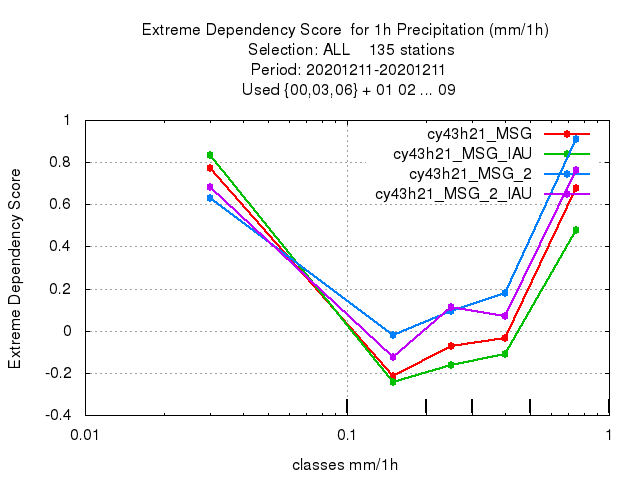 Extreme Dependency Score  for 1h Precipitation (mm/1h)
Selection: ALL    135 stations
Period: 20201211-20201211
Used {00,03,06} + 01 02 ... 09
1
0.8
0.6
0.4
0.2
0
-0.2
-0.4
Extreme Dependency Score
cy43h21_MSG
cy43h21_MSG_IAU
cy43h21_MSG_2
cy43h21_MSG_2_IAU
0.01
0.1
1
classes mm/1h